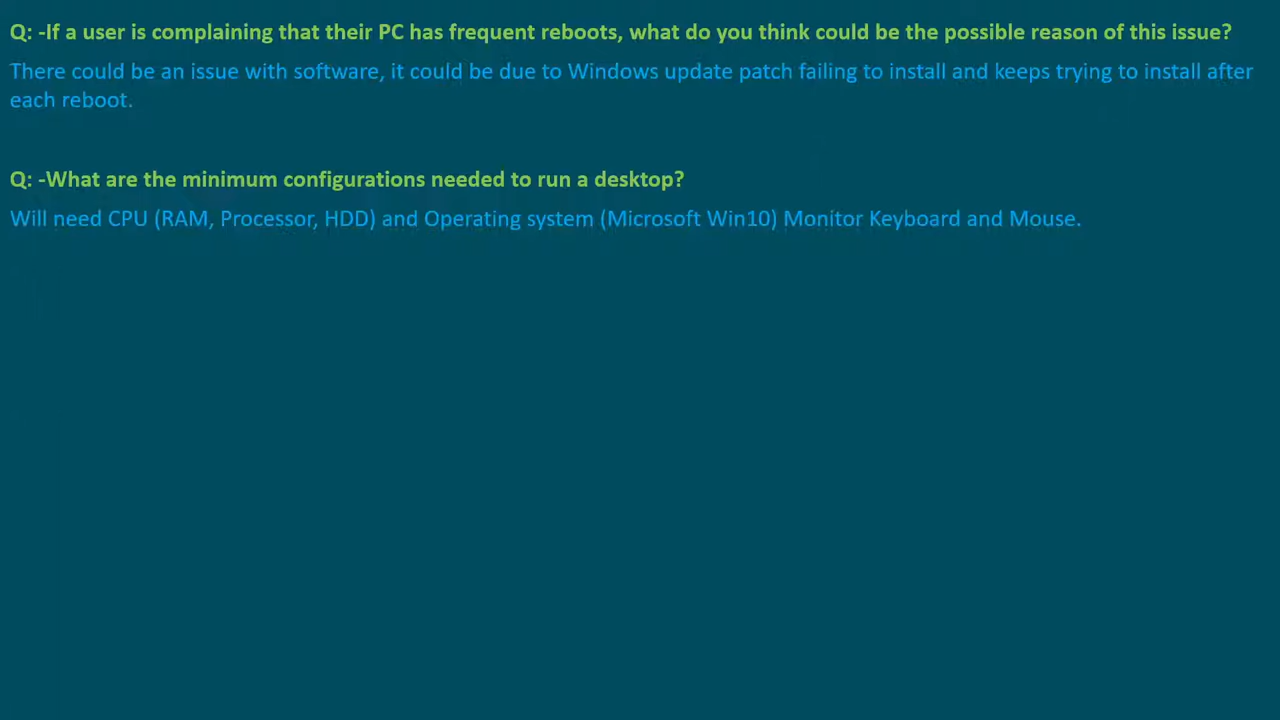 Q: -If a user is complaining that their PC has frequent reboots, what do you think could be the possible reason of this issue?
There could be an issue with software, it could be due to Windows update patch failing to install and keeps trying to install after
each reboot.
Q: -What are the minimum configurations needed to run a desktop?
Will need CPU (RAM, Processor, HDD) and Operating system (Microsoft Win10) Monitor Keyboard and Mouse.